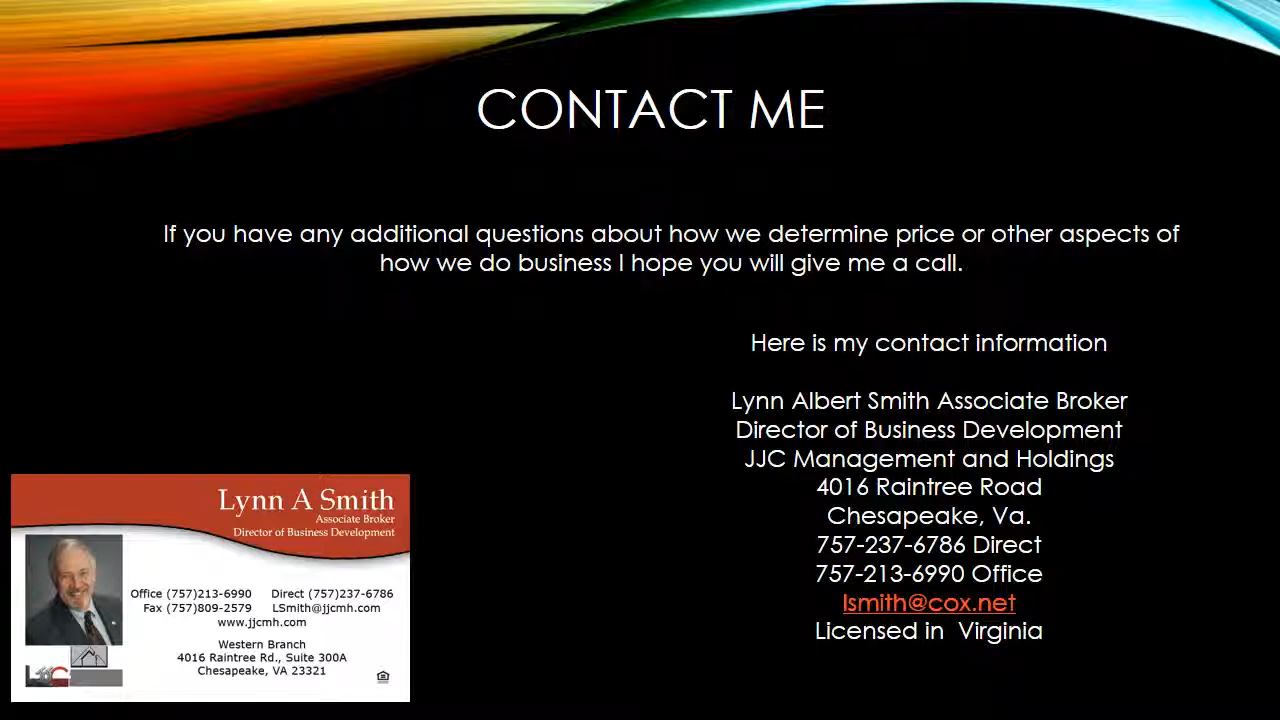 CONTACT ME
If you have any additional questions about how we determine price or other aspects of
how we do business I hope you will give me a call.
Here is my contact information
Lynn Albert Smith Associate Broker
Director of Business Development
JJC Management and Holdings
4016 Raintree Road
Chesapeake, Va.
757-237-6786 Direct
757-213-6990 Office
lsmith@cox.net
Licensed in  Virginia
Lynn A Smith
Associate Broker
Director of Business Development
Office (757)213-6990 Direct (757)237-6786
Fax (757)809-2579 LSmith@jjcmh.com
www.jjcmh.com
Western Branch
4016 Raintree Rd., Suite 300A
Chesapeake, VA 23321